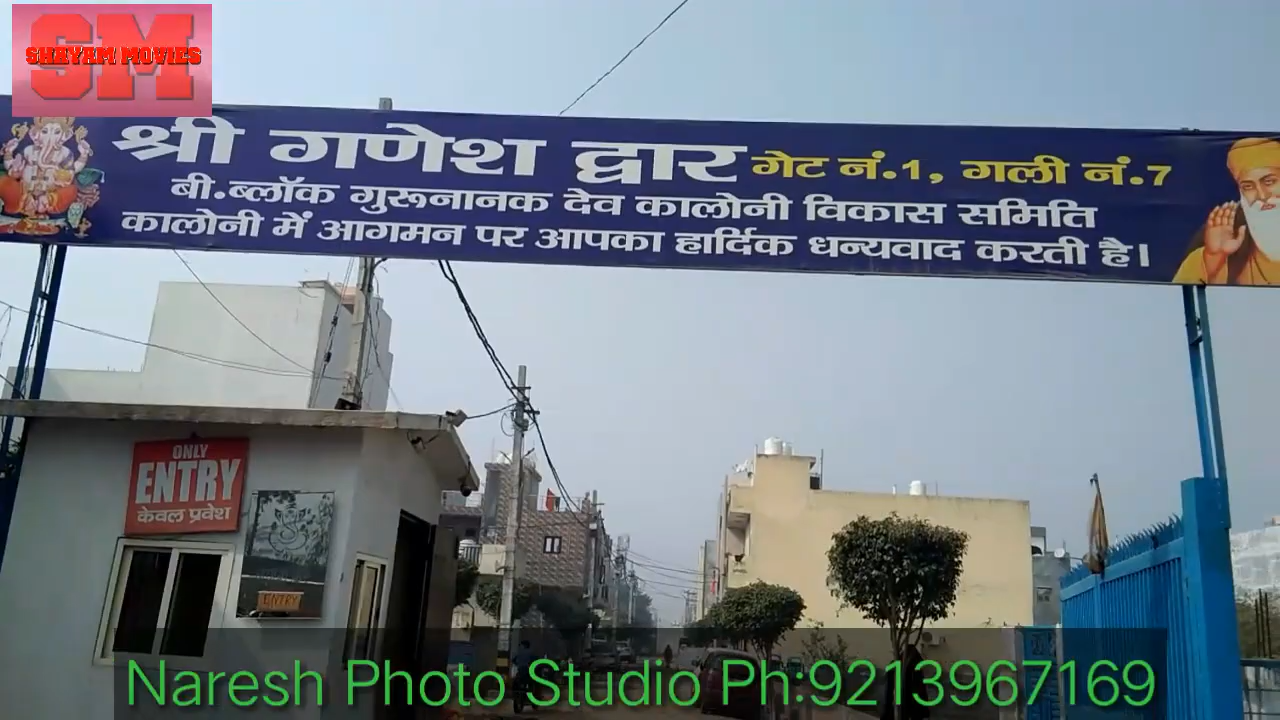 SM
SHAYAM MOVIES
श्री गणेश द्वार गेट नं.1, गली नं.7
बी.ब्लॉक गुरूनानक देव कालोनी विकास समिति
कालोनी में आगमन पर आपका हार्दिक धन्यवाद करती है।
ONLY
ENTRY
केवल प्रवेश
ENTRY
Naresh Photo Studio Ph:9213967169